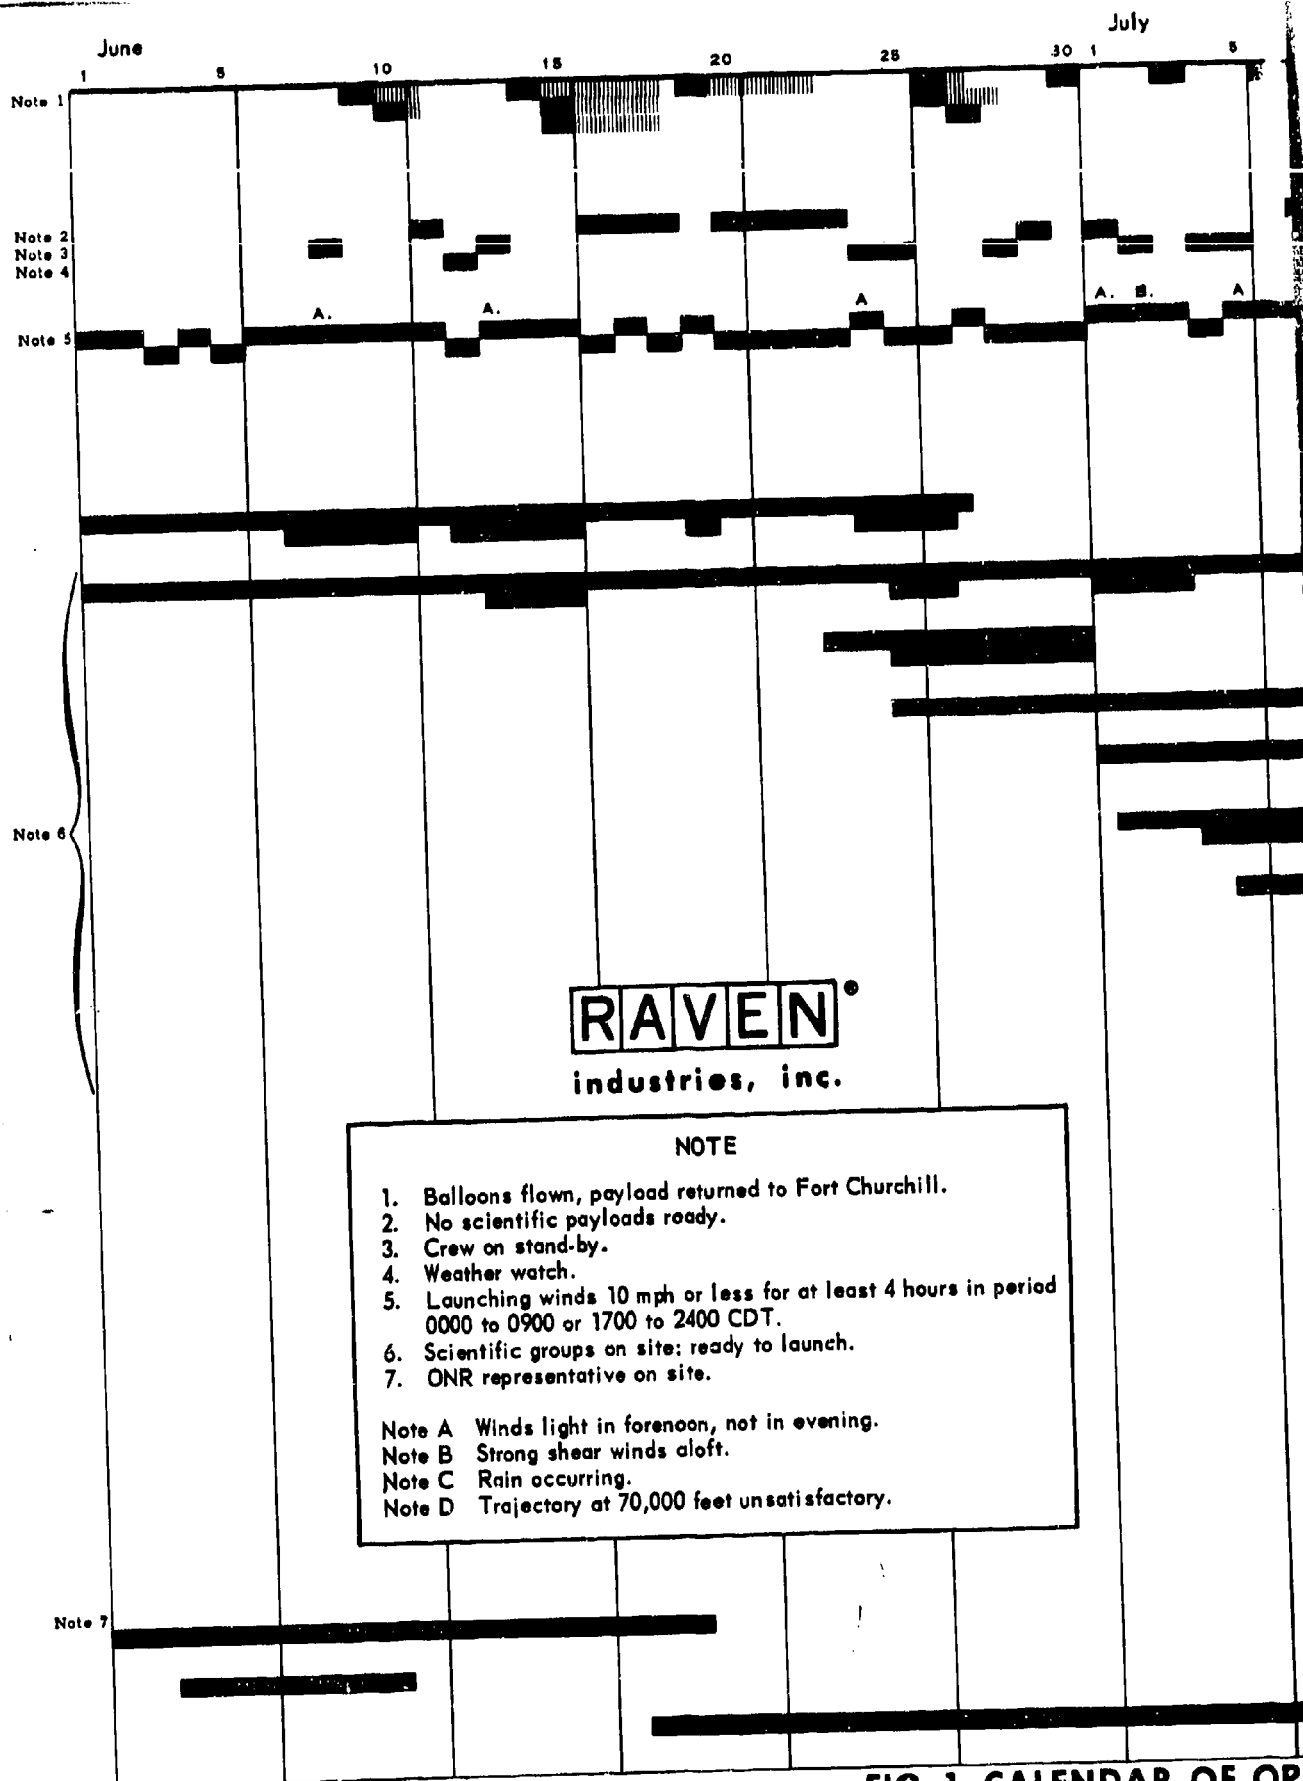 June
July
1 5 10 15 20 25 30 1 5
Note 1
Note 2
Note 3
Note 4
A. A. A A. B. A
Note 5
Note 6
RAVEN®
industries, inc.
NOTE
1. Balloons flown, payload returned to Fort Churchill.
2. No scientific payloads ready.
3. Crew on stand-by.
4. Weather watch.
5. Launching winds 10 mph or less for at least 4 hours in period
0000 to 0900 or 1700 to 2400 CDT.
6. Scientific groups on site; ready to launch.
7. ONR representative on site.
Note A Winds light in forenoon, not in evening.
Note B Strong shear winds aloft.
Note C Rain occurring.
Note D Trajectory at 70,000 feet unsatisfactory.
Note 7
FIG. 1 CALENDAR OF OP